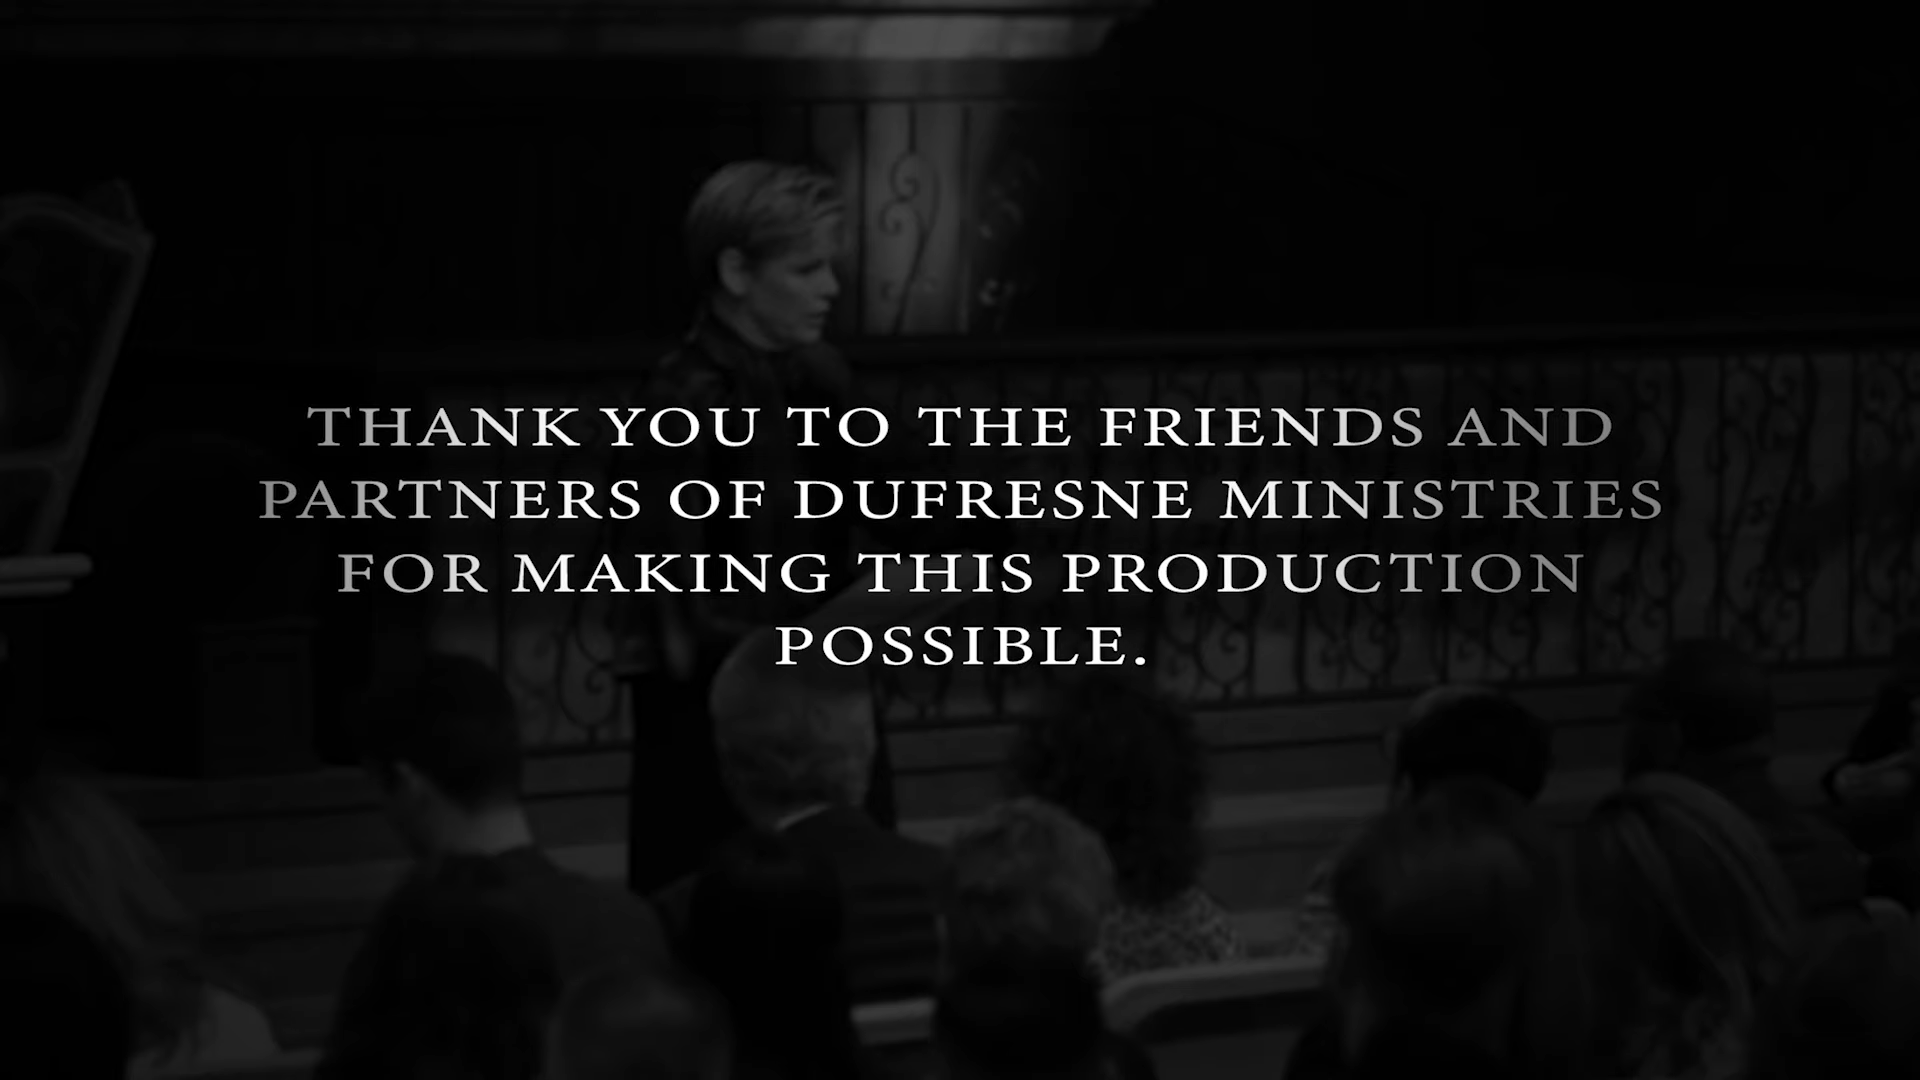 THANK YOU TO THE FRIENDS AND
PARTNERS OF DUFRESNE MINISTRIES
FOR MAKING THIS PRODUCTION
POSSIBLE.